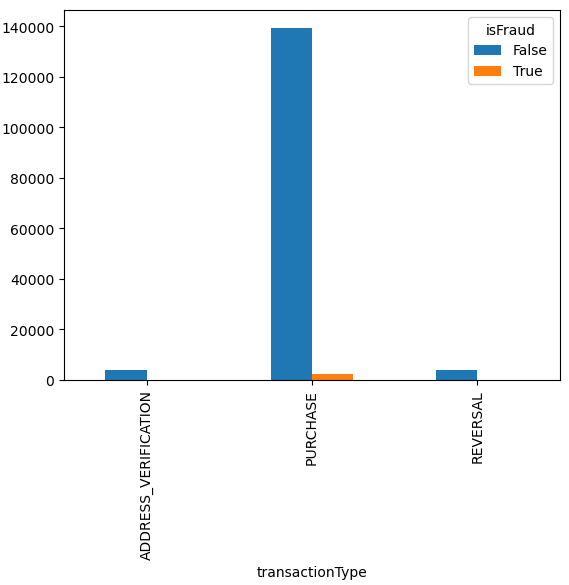 isFraud
False
True
140000
120000
100000
80000
60000
40000
20000
0
ADDRESS_VERIFICATION
PURCHASE
REVERSAL
transactionType